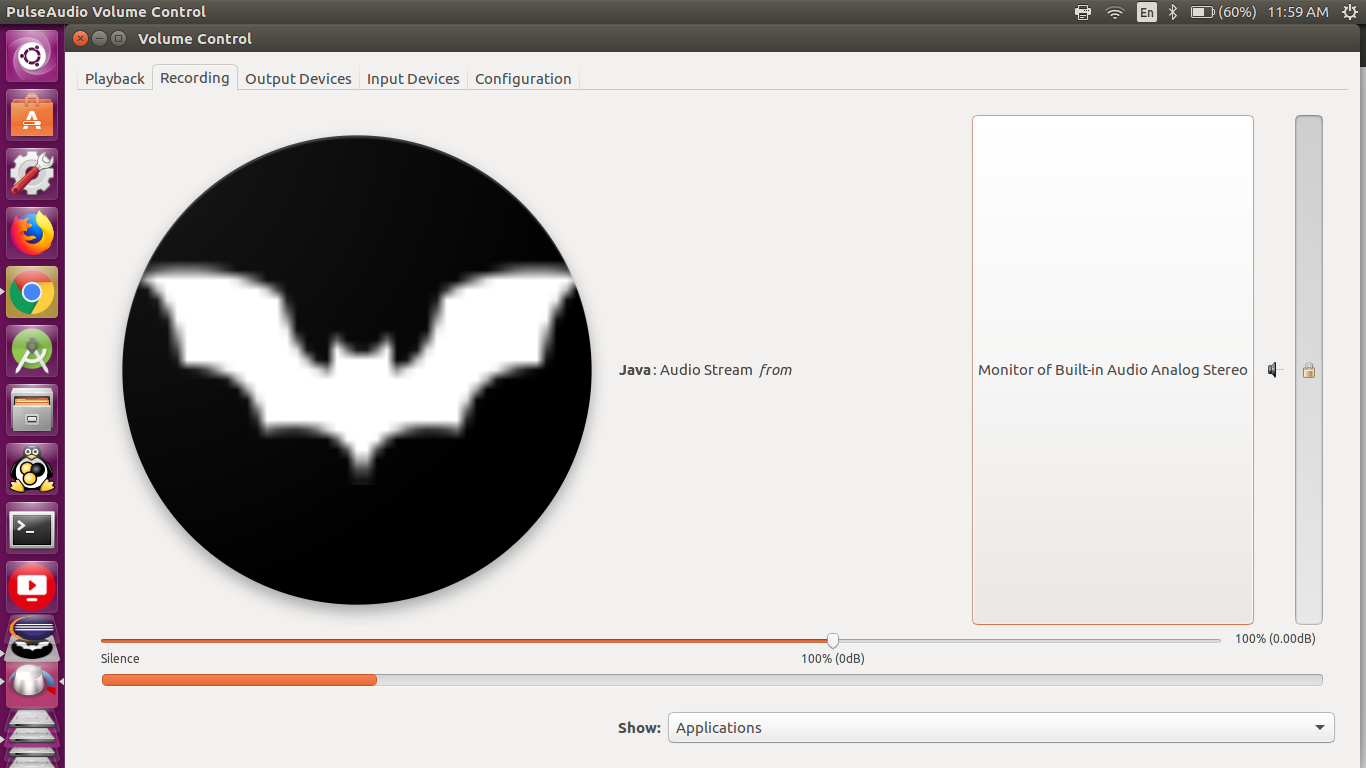 PulseAudio Volume Control
En
(60%)
11:59 AM
Volume Control
Playback
Recording
Output Devices
Input Devices
Configuration
Java: Audio Stream from
Monitor of Built-in Audio Analog Stereo
100% (0.00dB)
Silence
100% (0dB)
Show:
Applications